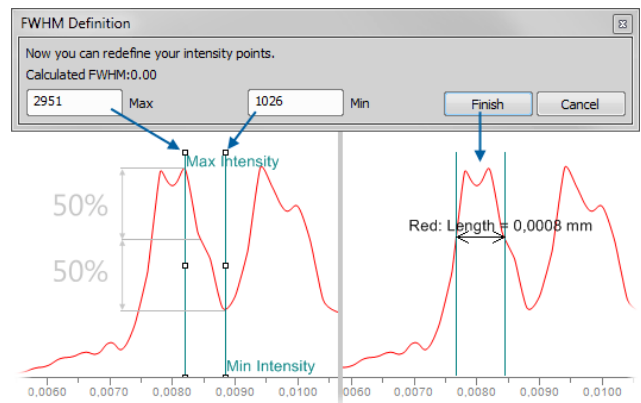 FWHM Definition
Now you can redefine your intensity points.
Calculated FWHM:0.00
2951 Max 1026 Min Finish Cancel
Max Intensity
50%
Red: Length = 0,0008 mm
50%
Min Intensity
0,0060 0,0070 0,0080 0,0090 0,0100 0,0060 0,0070 0,0080 0,0090 0,0100